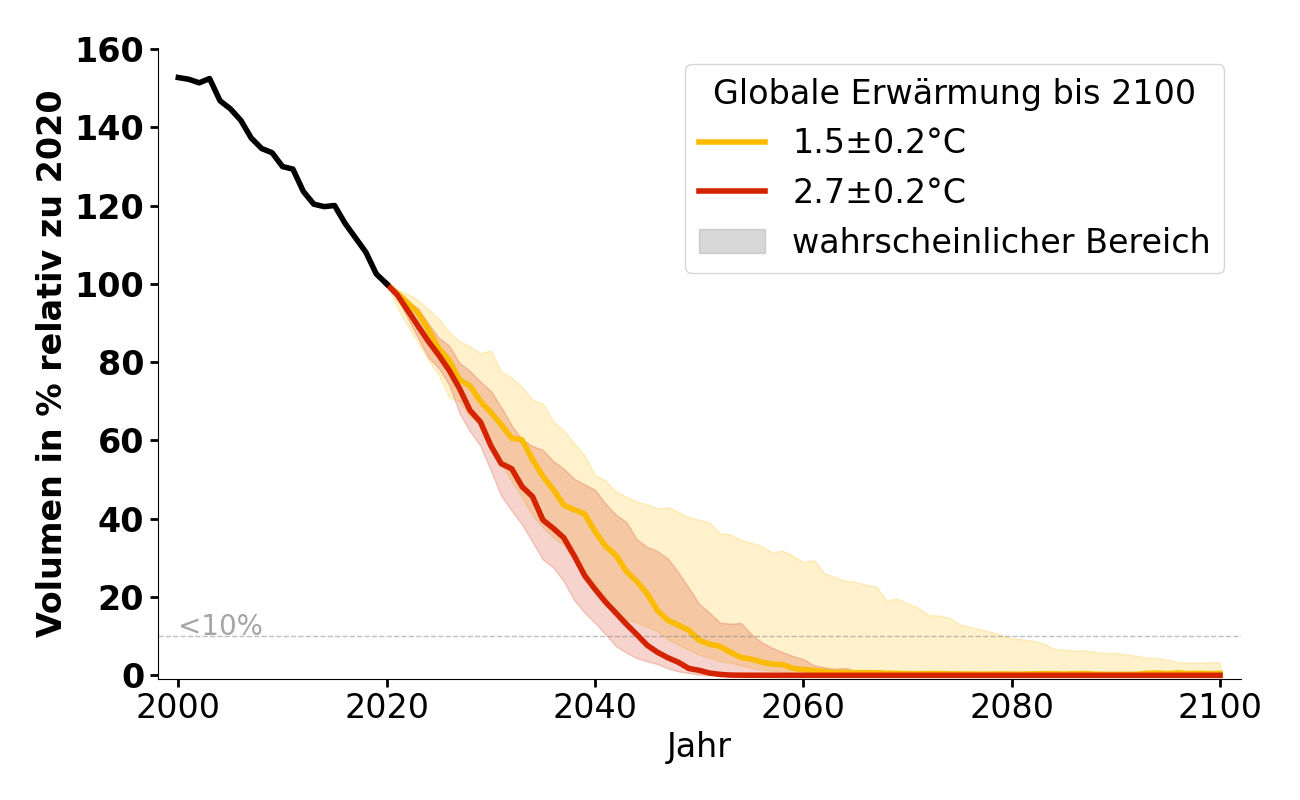 Volumen in % relativ zu 2020
160
140
120
100
80
60
40
20
0
<10%
Globale Erwärmung bis 2100
1.5±0.2°C
2.7±0.2°C
wahrscheinlicher Bereich
2000 2020 2040 2060 2080 2100
Jahr